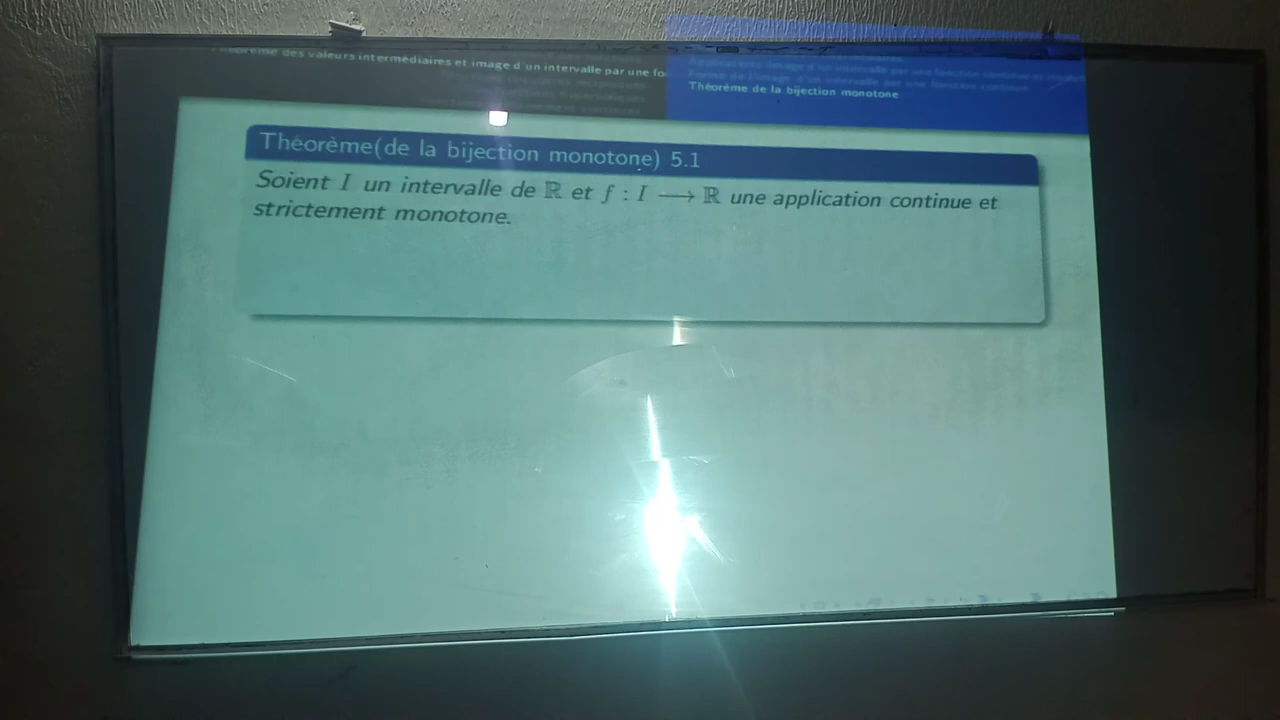 Théorème des valeurs intermédiaires et image d'un intervalle par une fo
Théorème de la bijection monotone
Théorème(de la bijection monotone) 5.1
Soient I un intervalle de ℝ et f : I ⟶ ℝ une application continue et
strictement monotone.